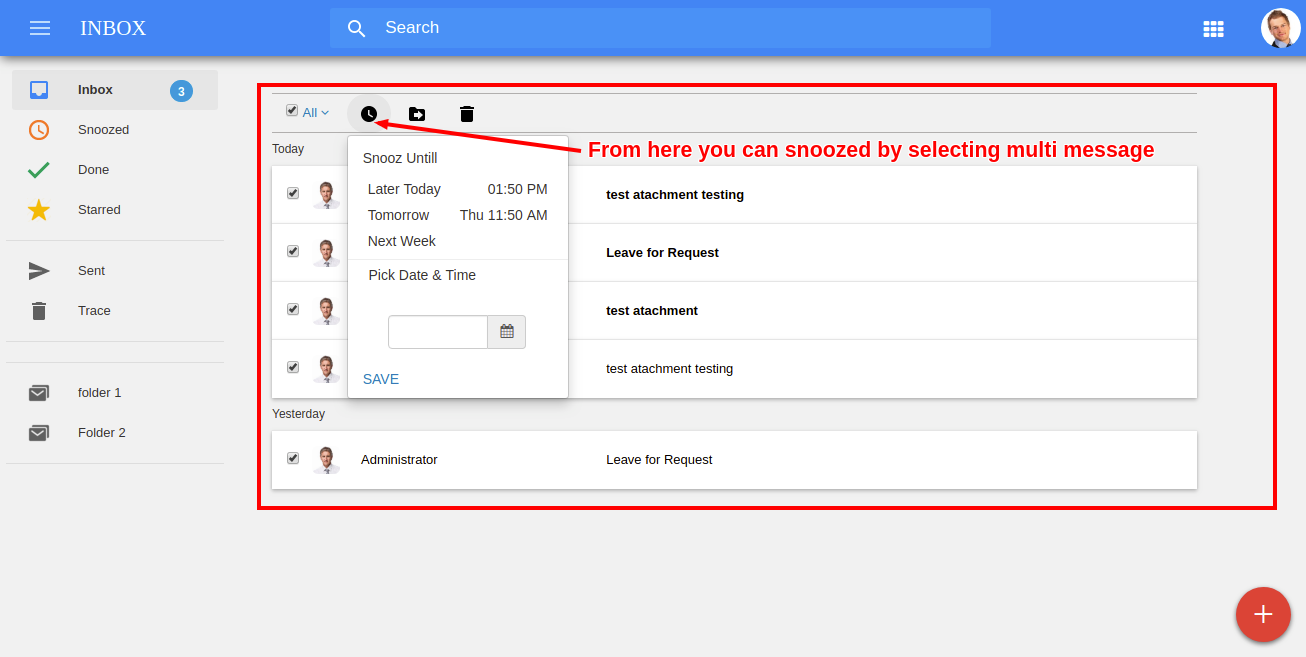 INBOX
Search
Inbox 3
Snoozed
Done
Starred
Sent
Trace
folder 1
Folder 2
All
From here you can snoozed by selecting multi message
Today
Snooz Untill
Later Today 01:50 PM
Tomorrow Thu 11:50 AM
Next Week
Pick Date & Time
SAVE
test atachment testing
Leave for Request
test atachment
test atachment testing
Yesterday
Administrator Leave for Request